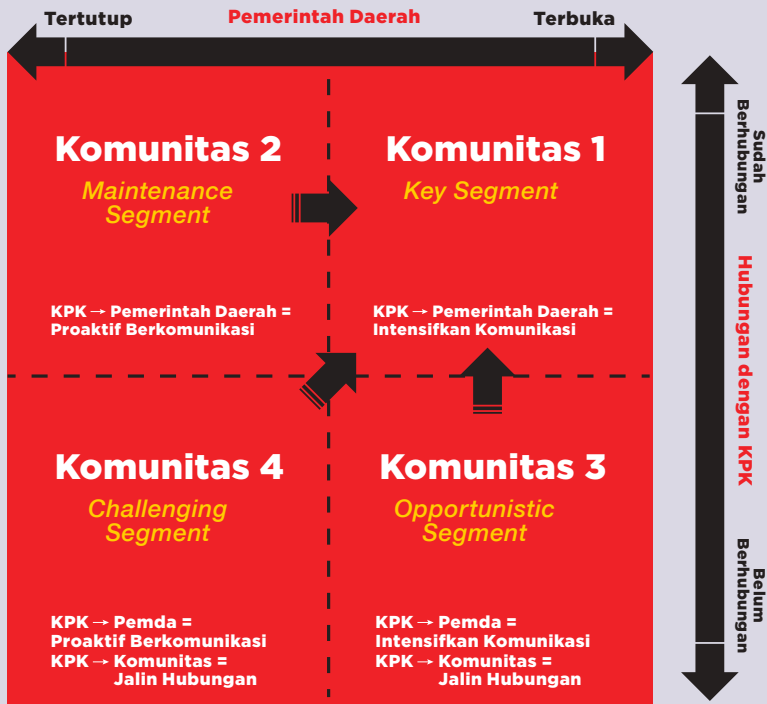 Tertutup
Pemerintah Daerah
Terbuka
Komunitas 2
Maintenance
Segment
KPK → Pemerintah Daerah =
Proaktif Berkomunikasi
Komunitas 1
Key Segment
KPK → Pemerintah Daerah =
Intensifkan Komunikasi
Komunitas 4
Challenging
Segment
KPK → Pemda =
Proaktif Berkomunikasi
KPK → Komunitas =
Jalin Hubungan
Komunitas 3
Opportunistic
Segment
KPK → Pemda =
Intensifkan Komunikasi
KPK → Komunitas =
Jalin Hubungan
Sudah
Berhubungan
Hubungan dengan KPK
Belum
Berhubungan